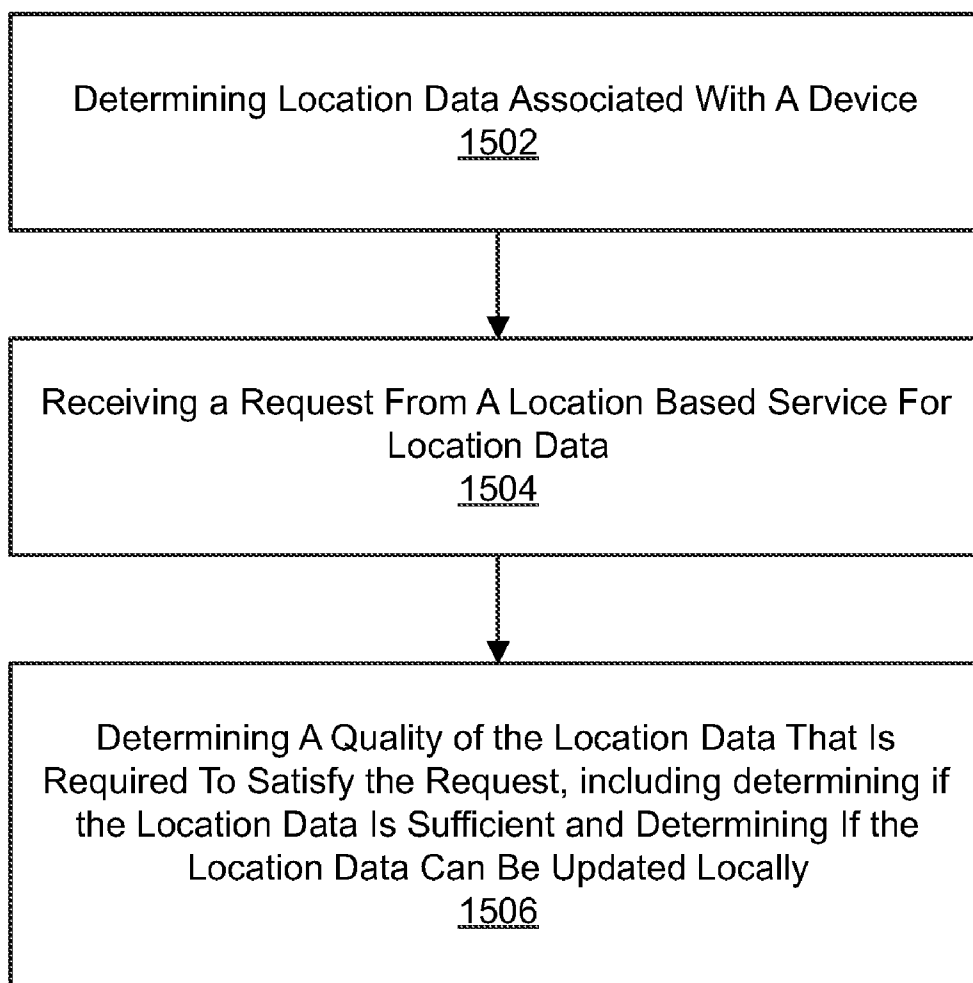 Determining Location Data Associated With A Device
1502
Receiving a Request From A Location Based Service For
Location Data
1504
Determining A Quality of the Location Data That Is
Required To Satisfy the Request, including determining if
the Location Data Is Sufficient and Determining If the
Location Data Can Be Updated Locally
1506